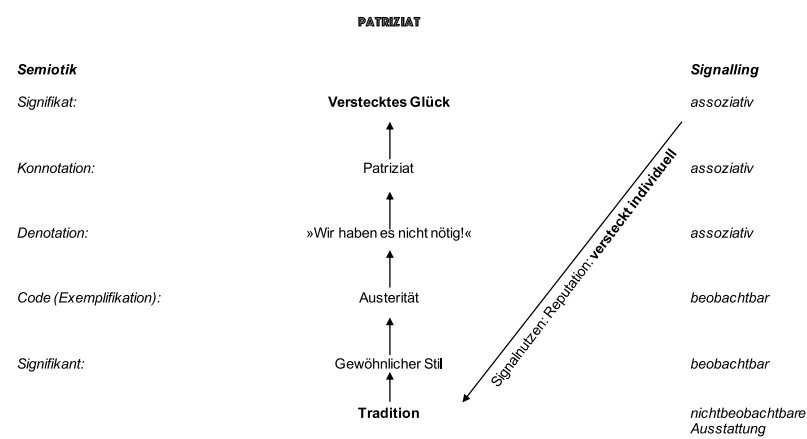 PATRIZIAT
Semiotik Signalling
Signifikat: Verstecktes Glück assoziativ
Konnotation: Patriziat assoziativ
Denotation: »Wir haben es nicht nötig!« assoziativ
Signalnutzen: Reputation: versteckt individuell
Code (Exemplifikation): Austerität beobachtbar
Signifikant: Gewöhnlicher Stil beobachtbar
Tradition nichtbeobachtbare
Ausstattung